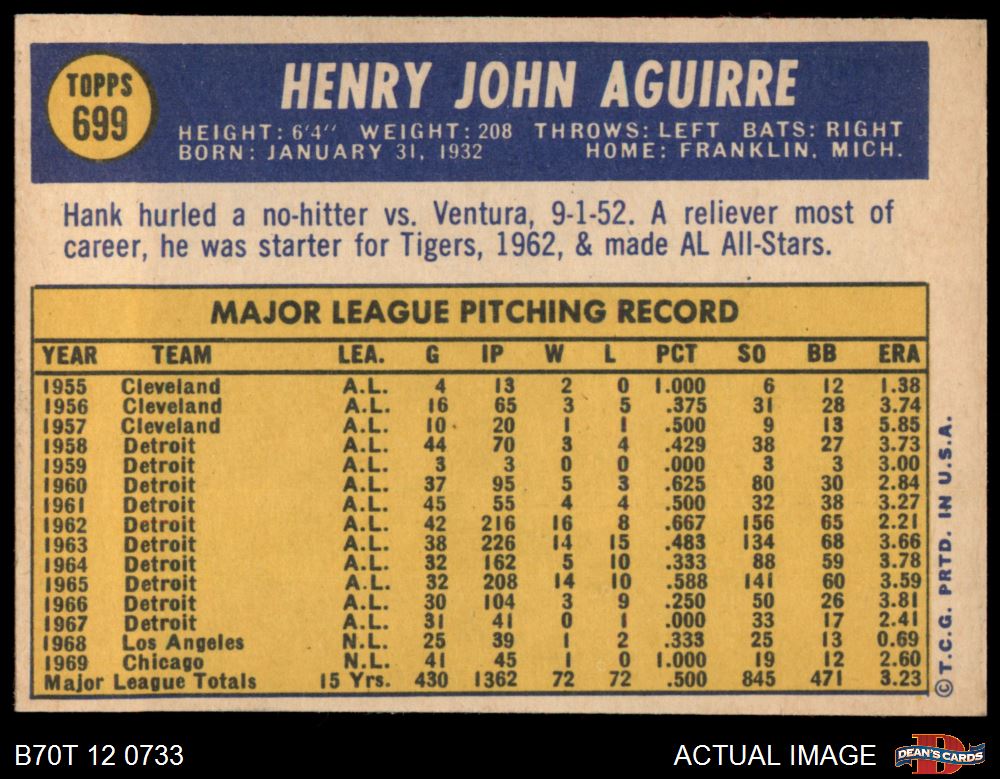 TOPPS
699
HENRY JOHN AGUIRRE
HEIGHT: 6'4" WEIGHT: 208 THROWS: LEFT BATS: RIGHT
BORN: JANUARY 31, 1932 HOME: FRANKLIN, MICH.
Hank hurled a no-hitter vs. Ventura, 9-1-52. A reliever most of
career, he was starter for Tigers, 1962, & made AL All-Stars.
MAJOR LEAGUE PITCHING RECORD
YEAR TEAM LEA. G IP W L PCT SO BB ERA
1955 Cleveland A.L. 4 13 2 0 1.000 6 12 1.38
1956 Cleveland A.L. 16 65 3 5 .375 31 28 3.74
1957 Cleveland A.L. 10 20 1 1 .500 9 13 5.85
1958 Detroit A.L. 44 70 3 4 .429 38 27 3.73
1959 Detroit A.L. 3 3 0 0 .000 3 3 3.00
1960 Detroit A.L. 37 95 5 3 .625 80 30 2.84
1961 Detroit A.L. 45 55 4 4 .500 32 38 3.27
1962 Detroit A.L. 42 216 16 8 .667 156 65 2.21
1963 Detroit A.L. 38 226 14 15 .483 134 68 3.66
1964 Detroit A.L. 32 162 5 10 .333 88 59 3.78
1965 Detroit A.L. 32 208 14 10 .588 141 60 3.59
1966 Detroit A.L. 30 104 3 9 .250 50 26 3.81
1967 Detroit A.L. 31 41 0 1 .000 33 17 2.41
1968 Los Angeles N.L. 25 39 1 2 .333 25 13 0.69
1969 Chicago N.L. 41 45 1 0 1.000 19 12 2.60
Major League Totals 15 Yrs. 430 1362 72 72 .500 845 471 3.23
© T.C.G. PRTD. IN U.S.A.
B70T 12 0733
ACTUAL IMAGE
D
DEAN'S CARDS